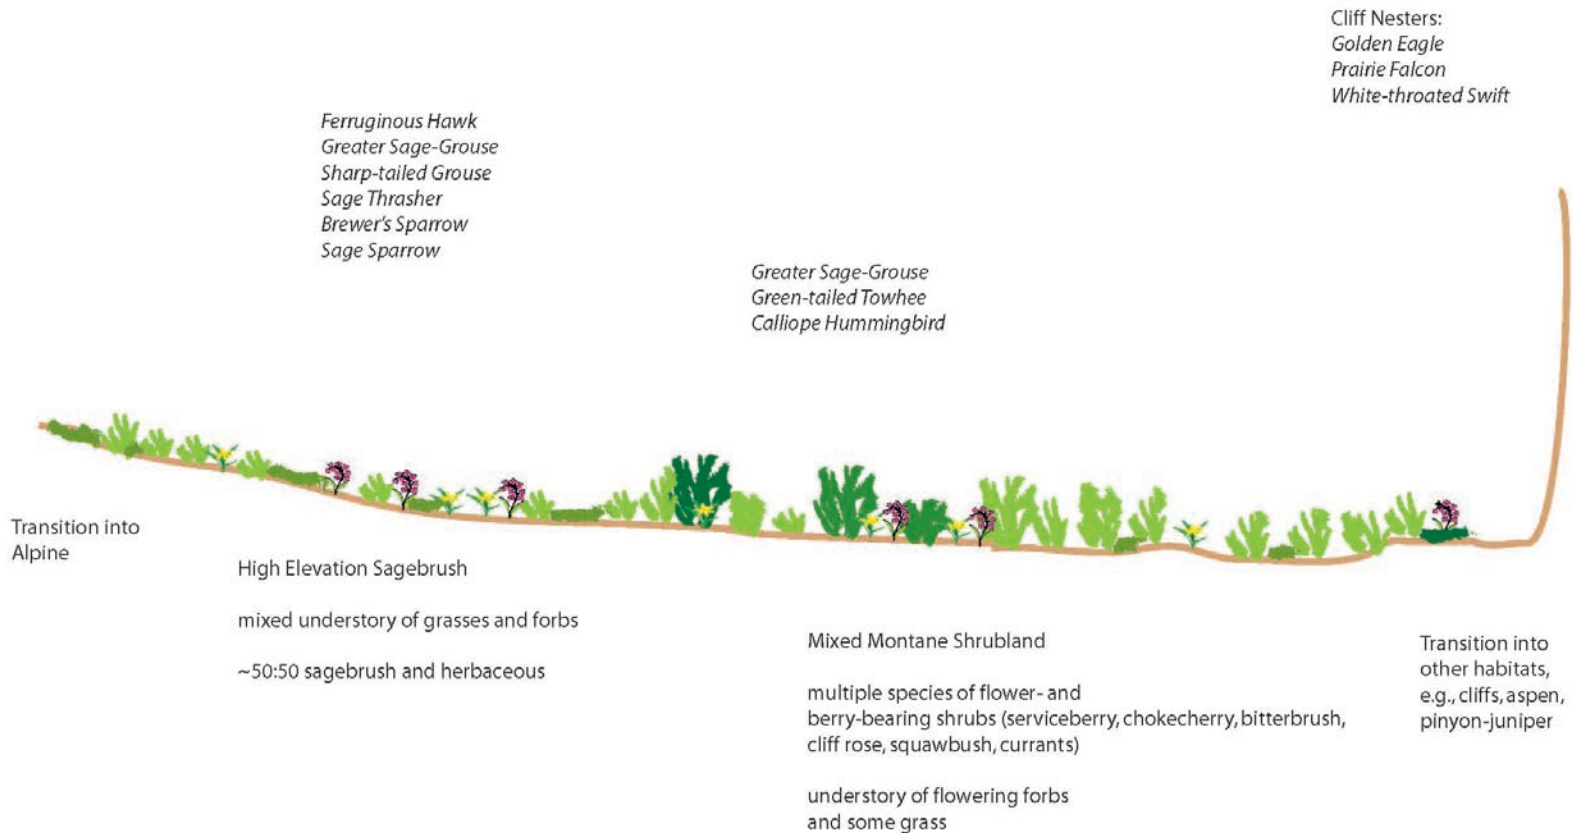 Cliff Nesters:
Golden Eagle
Prairie Falcon
White-throated Swift
Ferruginous Hawk
Greater Sage-Grouse
Sharp-tailed Grouse
Sage Thrasher
Brewer's Sparrow
Sage Sparrow
Greater Sage-Grouse
Green-tailed Towhee
Calliope Hummingbird
Transition into
Alpine
High Elevation Sagebrush
mixed understory of grasses and forbs
~50:50 sagebrush and herbaceous
Mixed Montane Shrubland
multiple species of flower- and
berry-bearing shrubs (serviceberry, chokecherry, bitterbrush,
cliff rose, squawbush, currants)
understory of flowering forbs
and some grass
Transition into
other habitats,
e.g., cliffs, aspen,
pinyon-juniper